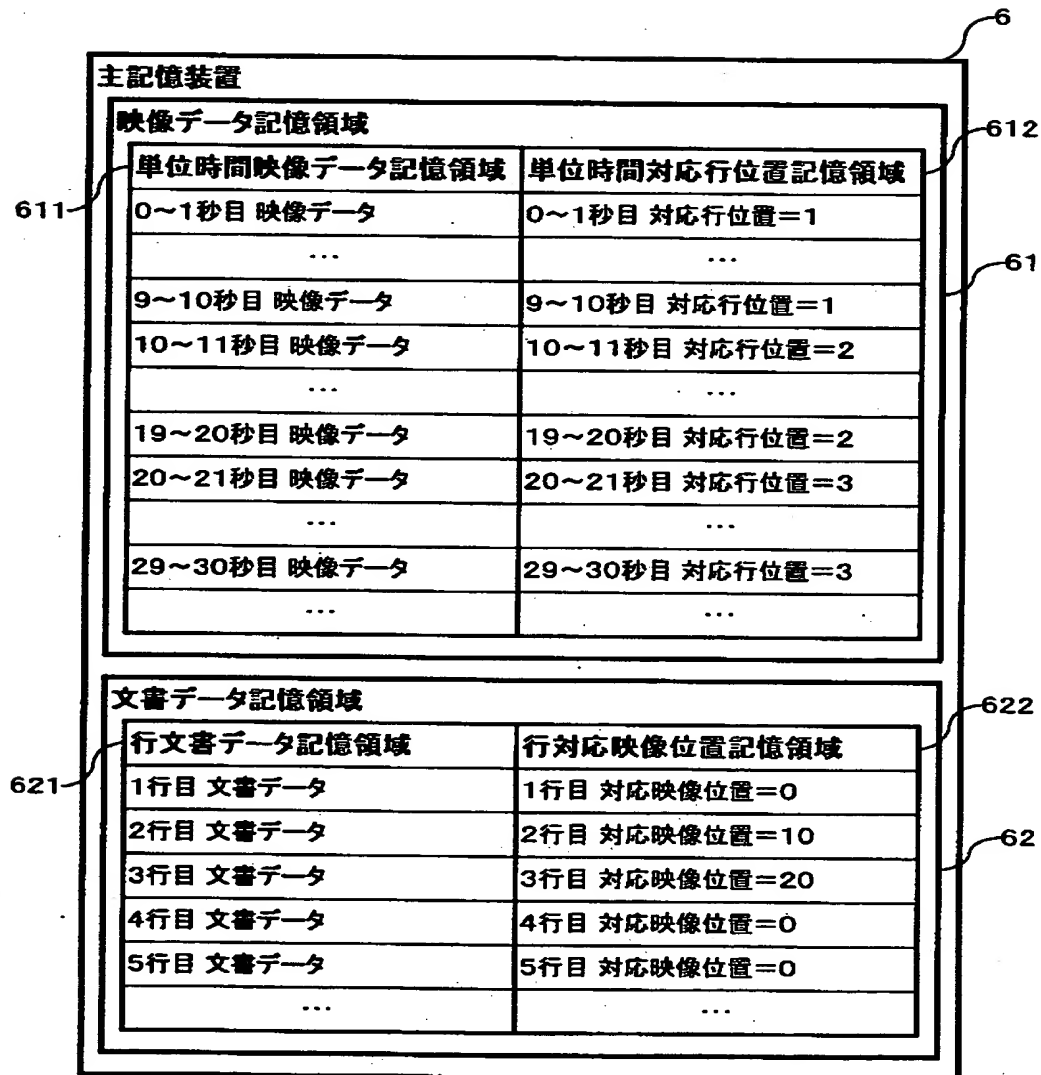 6
主記憶装置
映像データ記憶領域
612
単位時間映像データ記憶領域 単位時間対応行位置記憶領域
611
0～1秒目 映像データ 0～1秒目 対応行位置=1
… …
61
9～10秒目 映像データ 9～10秒目 対応行位置=1
10～11秒目 映像データ 10～11秒目 対応行位置=2
… …
19～20秒目 映像データ 19～20秒目 対応行位置=2
20～21秒目 映像データ 20～21秒目 対応行位置=3
… …
29～30秒目 映像データ 29～30秒目 対応行位置=3
… …
文書データ記憶領域
622
行文書データ記憶領域 行対応映像位置記憶領域
621
1行目 文書データ 1行目 対応映像位置=0
2行目 文書データ 2行目 対応映像位置=10
62
3行目 文書データ 3行目 対応映像位置=20
4行目 文書データ 4行目 対応映像位置=0
5行目 文書データ 5行目 対応映像位置=0
… …